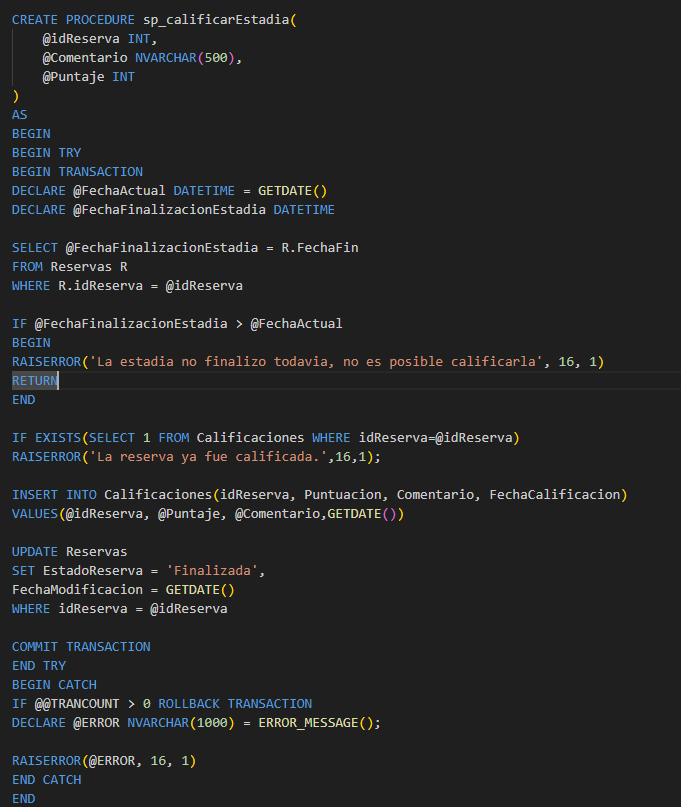 CREATE PROCEDURE sp_calificarEstadia(
@idReserva INT,
@Comentario NVARCHAR(500),
@Puntaje INT
)
AS
BEGIN
BEGIN TRY
BEGIN TRANSACTION
DECLARE @FechaActual DATETIME = GETDATE()
DECLARE @FechaFinalizacionEstadia DATETIME
SELECT @FechaFinalizacionEstadia = R.FechaFin
FROM Reservas R
WHERE R.idReserva = @idReserva
IF @FechaFinalizacionEstadia > @FechaActual
BEGIN
RAISERROR('La estadia no finalizo todavia, no es posible calificarla', 16, 1)
RETURN
END
IF EXISTS(SELECT 1 FROM Calificaciones WHERE idReserva=@idReserva)
RAISERROR('La reserva ya fue calificada.',16,1);
INSERT INTO Calificaciones(idReserva, Puntuacion, Comentario, FechaCalificacion)
VALUES(@idReserva, @Puntaje, @Comentario,GETDATE())
UPDATE Reservas
SET EstadoReserva = 'Finalizada',
FechaModificacion = GETDATE()
WHERE idReserva = @idReserva
COMMIT TRANSACTION
END TRY
BEGIN CATCH
IF @@TRANCOUNT > 0 ROLLBACK TRANSACTION
DECLARE @ERROR NVARCHAR(1000) = ERROR_MESSAGE();
RAISERROR(@ERROR, 16, 1)
END CATCH
END